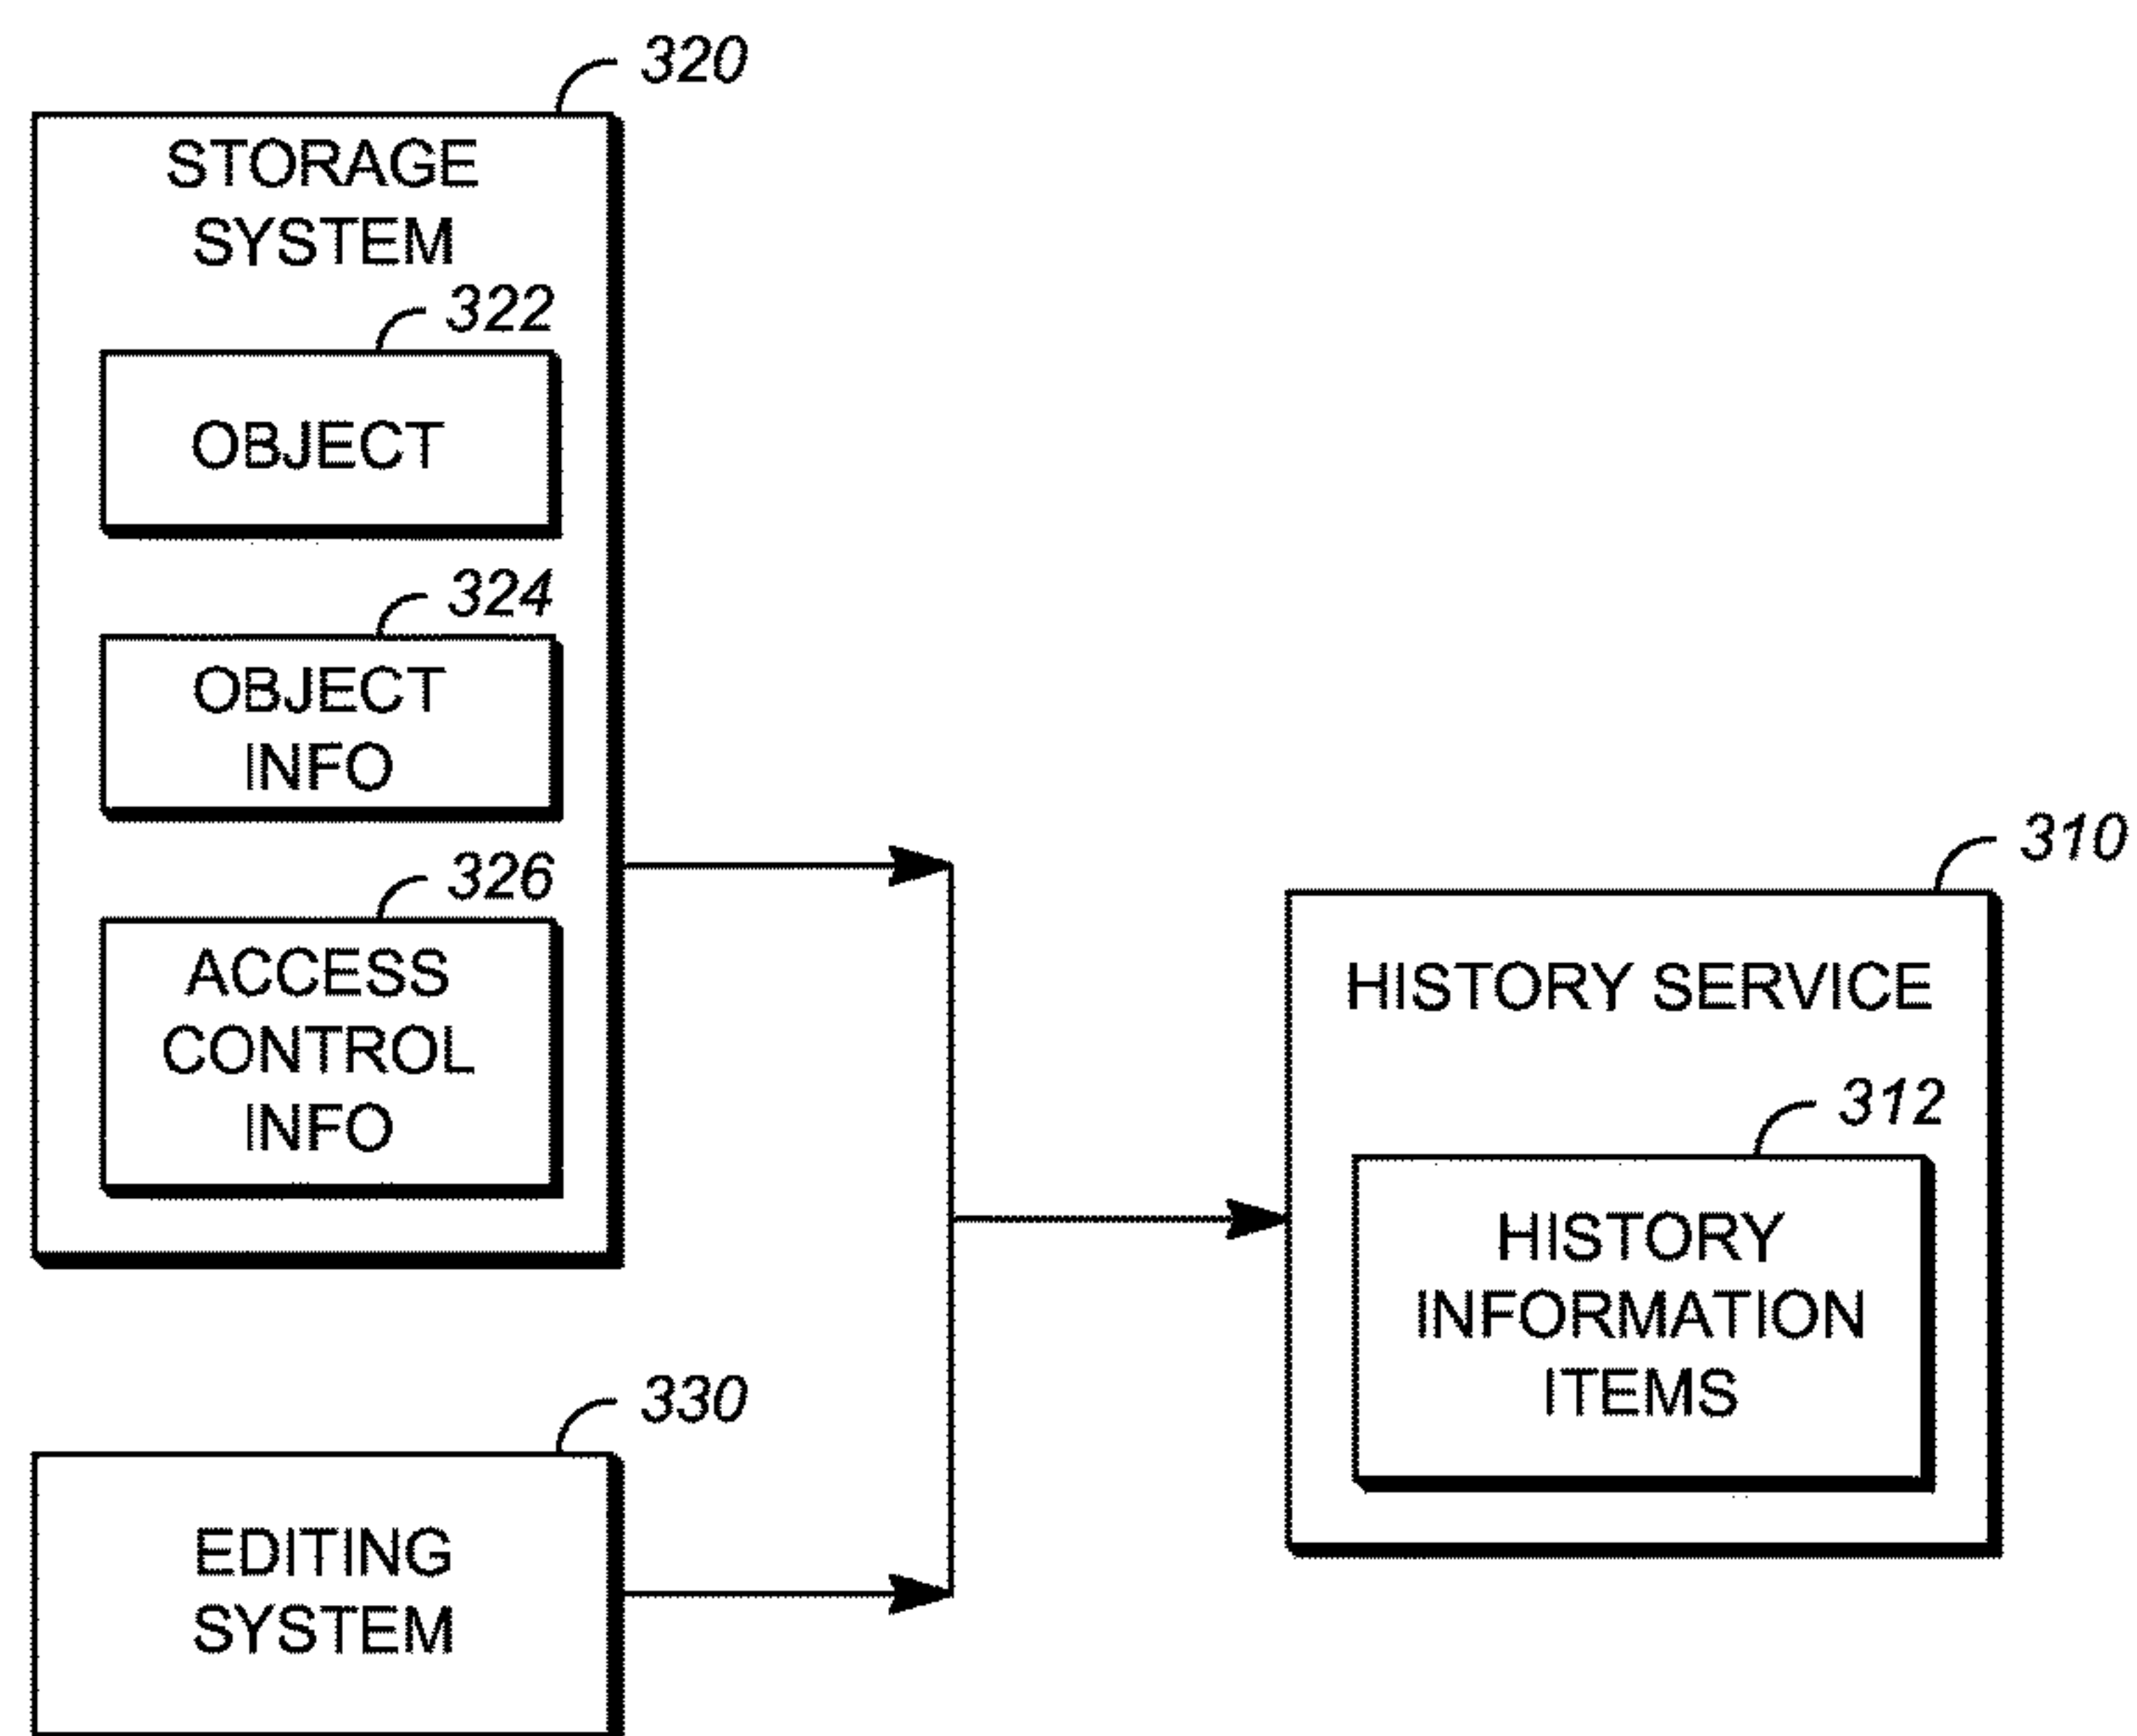 320
STORAGE
SYSTEM
322
OBJECT
324
OBJECT
INFO
326
ACCESS
CONTROL
INFO
310
HISTORY SERVICE
312
HISTORY
INFORMATION
ITEMS
330
EDITING
SYSTEM